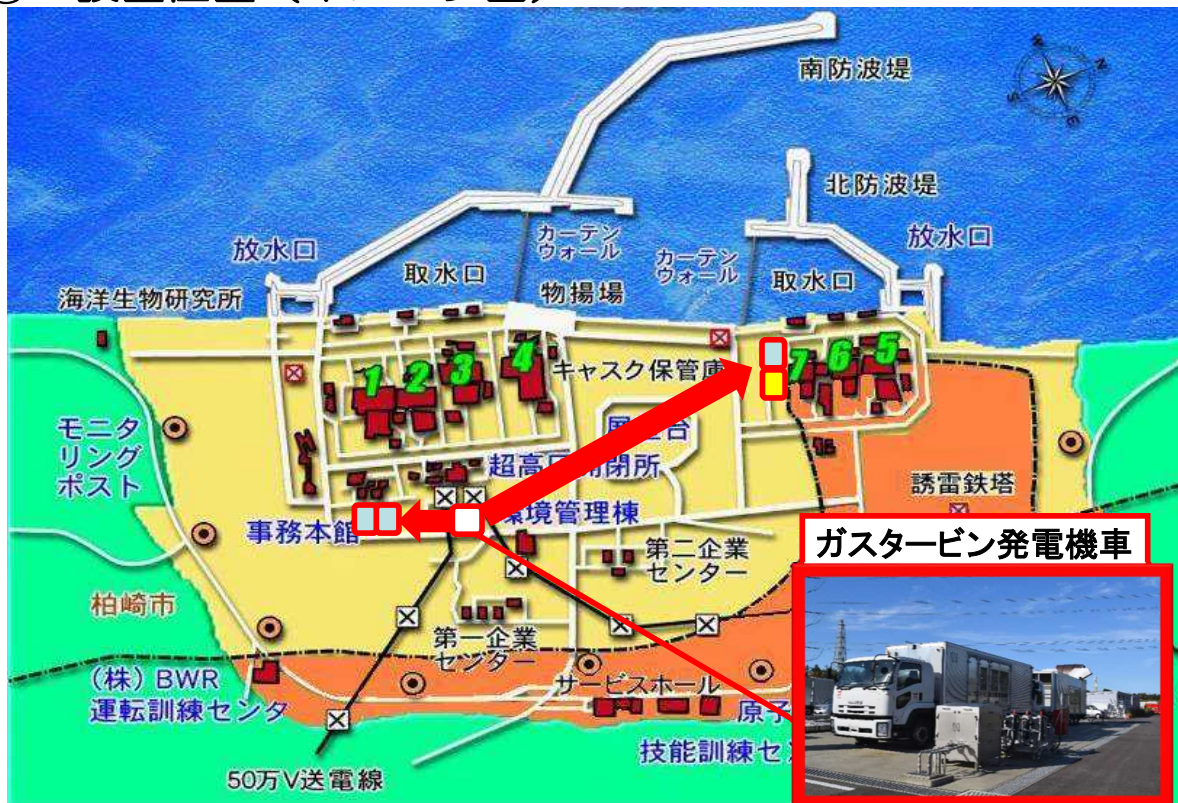 南防波堤
N
N
S
E
北防波堤
放水口
カーテン
ウォール
カーテン
ウォール
放水口
取水口
取水口
海洋生物研究所
物揚場
1
2
3
4
キャスク保管庫
7
6
5
モニタ
リング
ポスト
超高
閉所
誘雷鉄塔
事務本館
境管理棟
第二企業
センター
ガスタービン発電機車
柏崎市
第一企業
センター
(株) BWR
運転訓練センタ
サービスホール
原子
技能訓練セ
50万V送電線